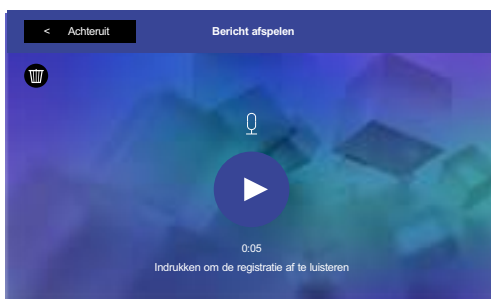 < Achteruit
Bericht afspelen
0:05
Indrukken om de registratie af te luisteren